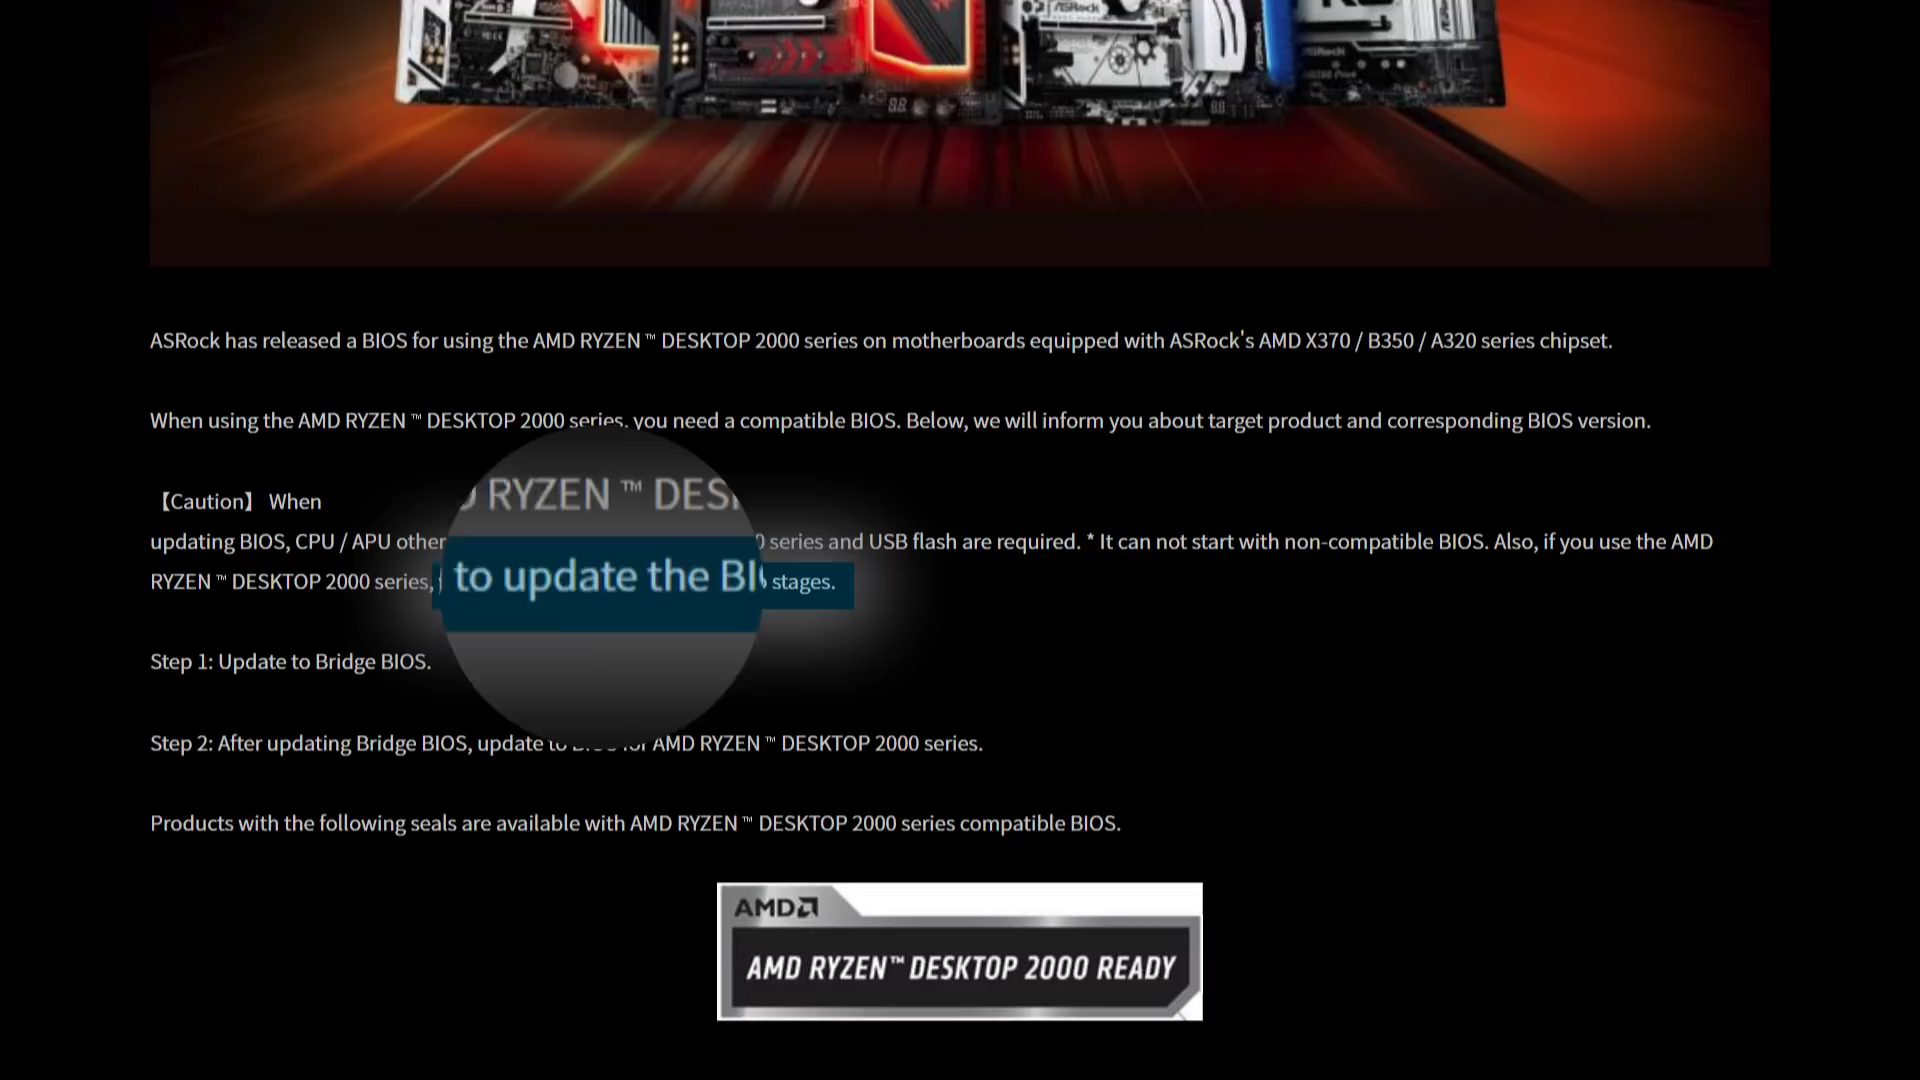 ASRock
ASRock
ASRock
ASRock has released a BIOS for using the AMD RYZEN ™ DESKTOP 2000 series on motherboards equipped with ASRock's AMD X370 / B350 / A320 series chipset.
When using the AMD RYZEN ™ DESKTOP 2000 series, you need a compatible BIOS. Below, we will inform you about target product and corresponding BIOS version.
【Caution】 When
RYZEN ™
updating BIOS, CPU / APU other series and USB flash are required. * It can not start with non-compatible BIOS. Also, if you use the AMD
RYZEN ™ DESKTOP 2000 series, to update the stages.
Step 1: Update to Bridge BIOS.
Step 2: After updating Bridge BIOS, update to BIOS for AMD RYZEN ™ DESKTOP 2000 series.
Products with the following seals are available with AMD RYZEN ™ DESKTOP 2000 series compatible BIOS.
AMD
AMD RYZEN™ DESKTOP 2000 READY